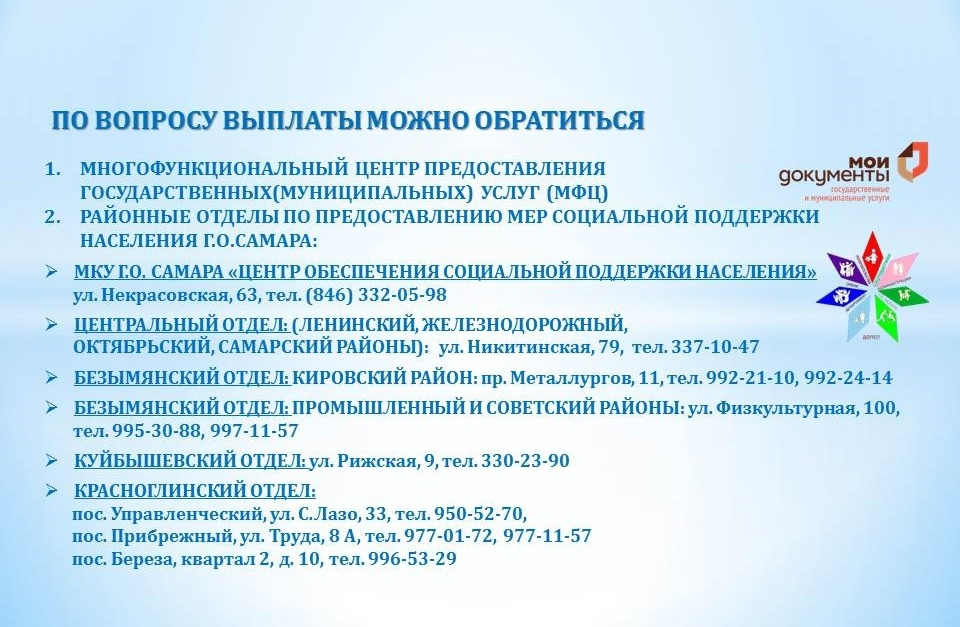 ПО ВОПРОСУ ВЫПЛАТЫ МОЖНО ОБРАТИТЬСЯ
1. МНОГОФУНКЦИОНАЛЬНЫЙ ЦЕНТР ПРЕДОСТАВЛЕНИЯ
ГОСУДАРСТВЕННЫХ(МУНИЦИПАЛЬНЫХ) УСЛУГ (МФЦ)
мои
документы
государственные
и муниципальные услуги
2. РАЙОННЫЕ ОТДЕЛЫ ПО ПРЕДОСТАВЛЕНИЮ МЕР СОЦИАЛЬНОЙ ПОДДЕРЖКИ
НАСЕЛЕНИЯ Г.О.САМАРА:
➢ МКУ Г.О. САМАРА «ЦЕНТР ОБЕСПЕЧЕНИЯ СОЦИАЛЬНОЙ ПОДДЕРЖКИ НАСЕЛЕНИЯ»
ул. Некрасовская, 63, тел. (846) 332-05-98
➢ ЦЕНТРАЛЬНЫЙ ОТДЕЛ: (ЛЕНИНСКИЙ, ЖЕЛЕЗНОДОРОЖНЫЙ,
ОКТЯБРЬСКИЙ, САМАРСКИЙ РАЙОНЫ): ул. Никитинская, 79, тел. 337-10-47
➢ БЕЗЫМЯНСКИЙ ОТДЕЛ: КИРОВСКИЙ РАЙОН: пр. Металлургов, 11, тел. 992-21-10, 992-24-14
➢ БЕЗЫМЯНСКИЙ ОТДЕЛ: ПРОМЫШЛЕННЫЙ И СОВЕТСКИЙ РАЙОНЫ: ул. Физкультурная, 100,
тел. 995-30-88, 997-11-57
➢ КУЙБЫШЕВСКИЙ ОТДЕЛ: ул. Рижская, 9, тел. 330-23-90
➢ КРАСНОГЛИНСКИЙ ОТДЕЛ:
пос. Управленческий, ул. С.Лазо, 33, тел. 950-52-70,
пос. Прибрежный, ул. Труда, 8 А, тел. 977-01-72, 977-11-57
пос. Береза, квартал 2, д. 10, тел. 996-53-29